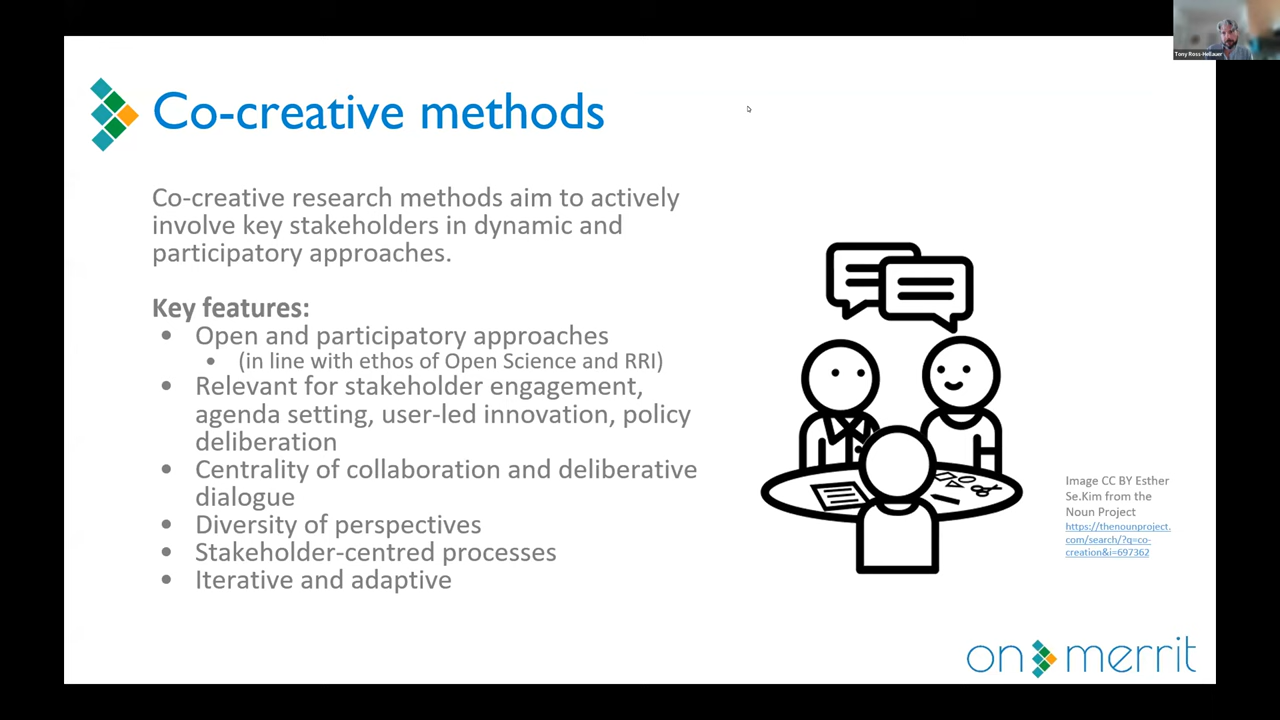 Tony Ross-Hellauer
Co-creative methods
Co-creative research methods aim to actively
involve key stakeholders in dynamic and
participatory approaches.
Key features:
• Open and participatory approaches
• (in line with ethos of Open Science and RRI)
• Relevant for stakeholder engagement,
agenda setting, user-led innovation, policy
deliberation
• Centrality of collaboration and deliberative
dialogue
• Diversity of perspectives
• Stakeholder-centred processes
• Iterative and adaptive
Image CC BY Esther
Se.Kim from the
Noun Project
https://thenounproject.
com/search/?q=co-
creation&i=697362
on merrit